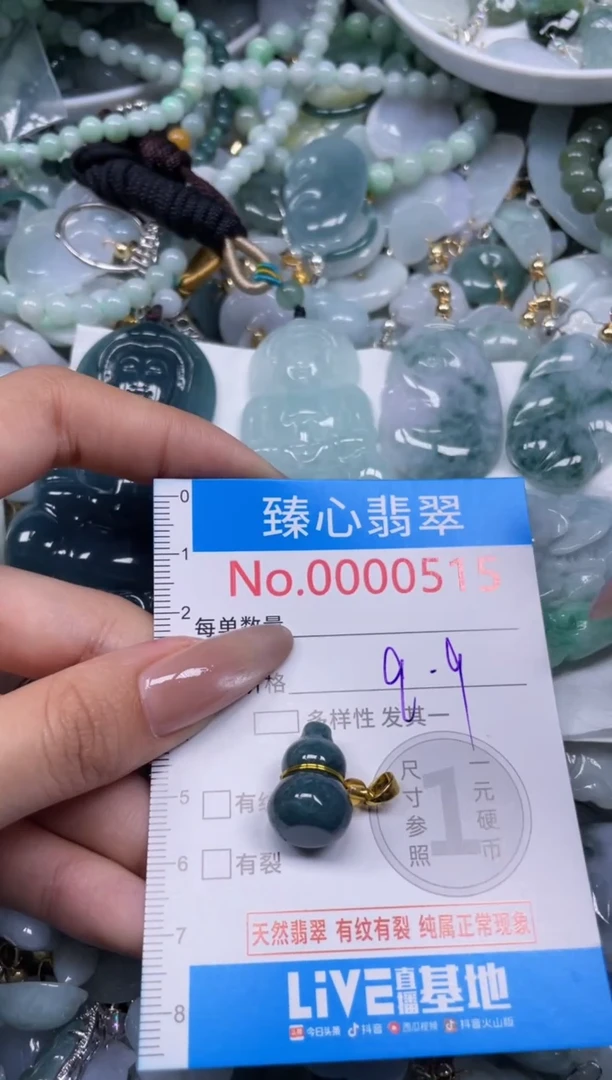 0
臻心翡翠
1
No.0000515
2
每单数量
格 9.9
多样性 发其一
5
有纹
6
有裂
尺寸参照
1
一元硬币
天然翡翠 有纹有裂 纯属正常现象
7
LiVE直播基地
8
今日头条 抖音 西瓜视频 抖音火山版